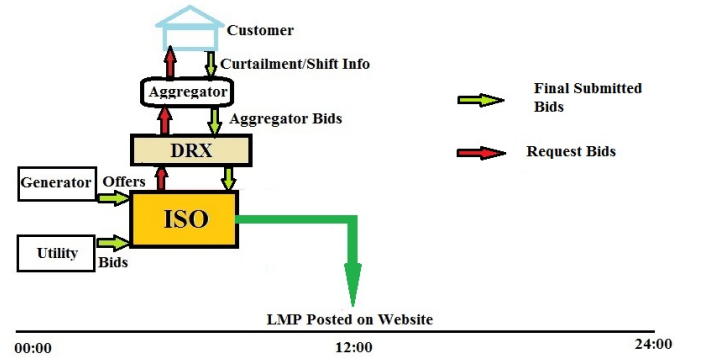 Customer
Curtailment/Shift Info
Aggregator
Aggregator Bids
DRX
Generator
Offers
ISO
Utility
Bids
Final Submitted
Bids
Request Bids
LMP Posted on Website
00:00
12:00
24:00